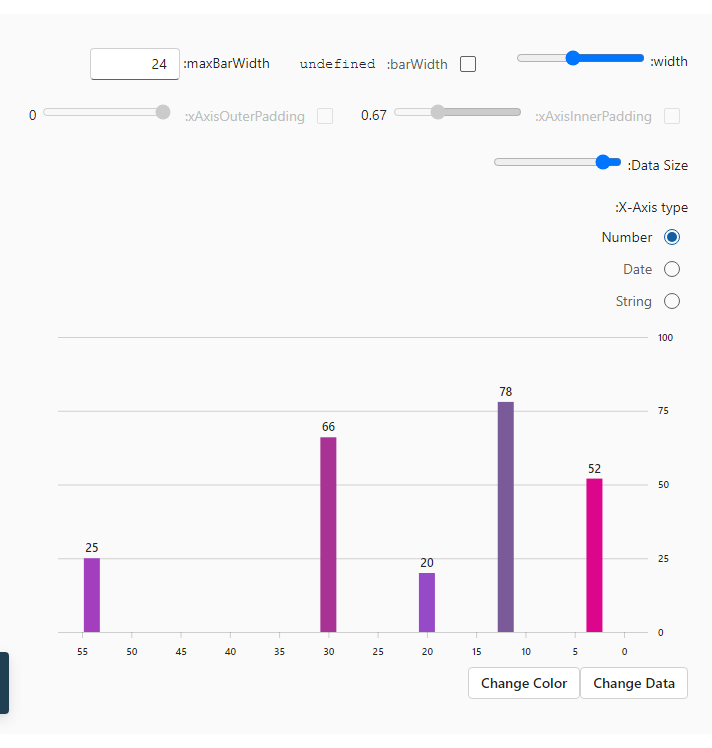 width:
barWidth: undefined
maxBarWidth: 24
xAxisInnerPadding: 0.67
xAxisOuterPadding: 0
Data Size:
X-Axis type:
Number
Date
String
100
78
75
66
52
50
25
25
20
0
55 50 45 40 35 30 25 20 15 10 5 0
Change Color Change Data